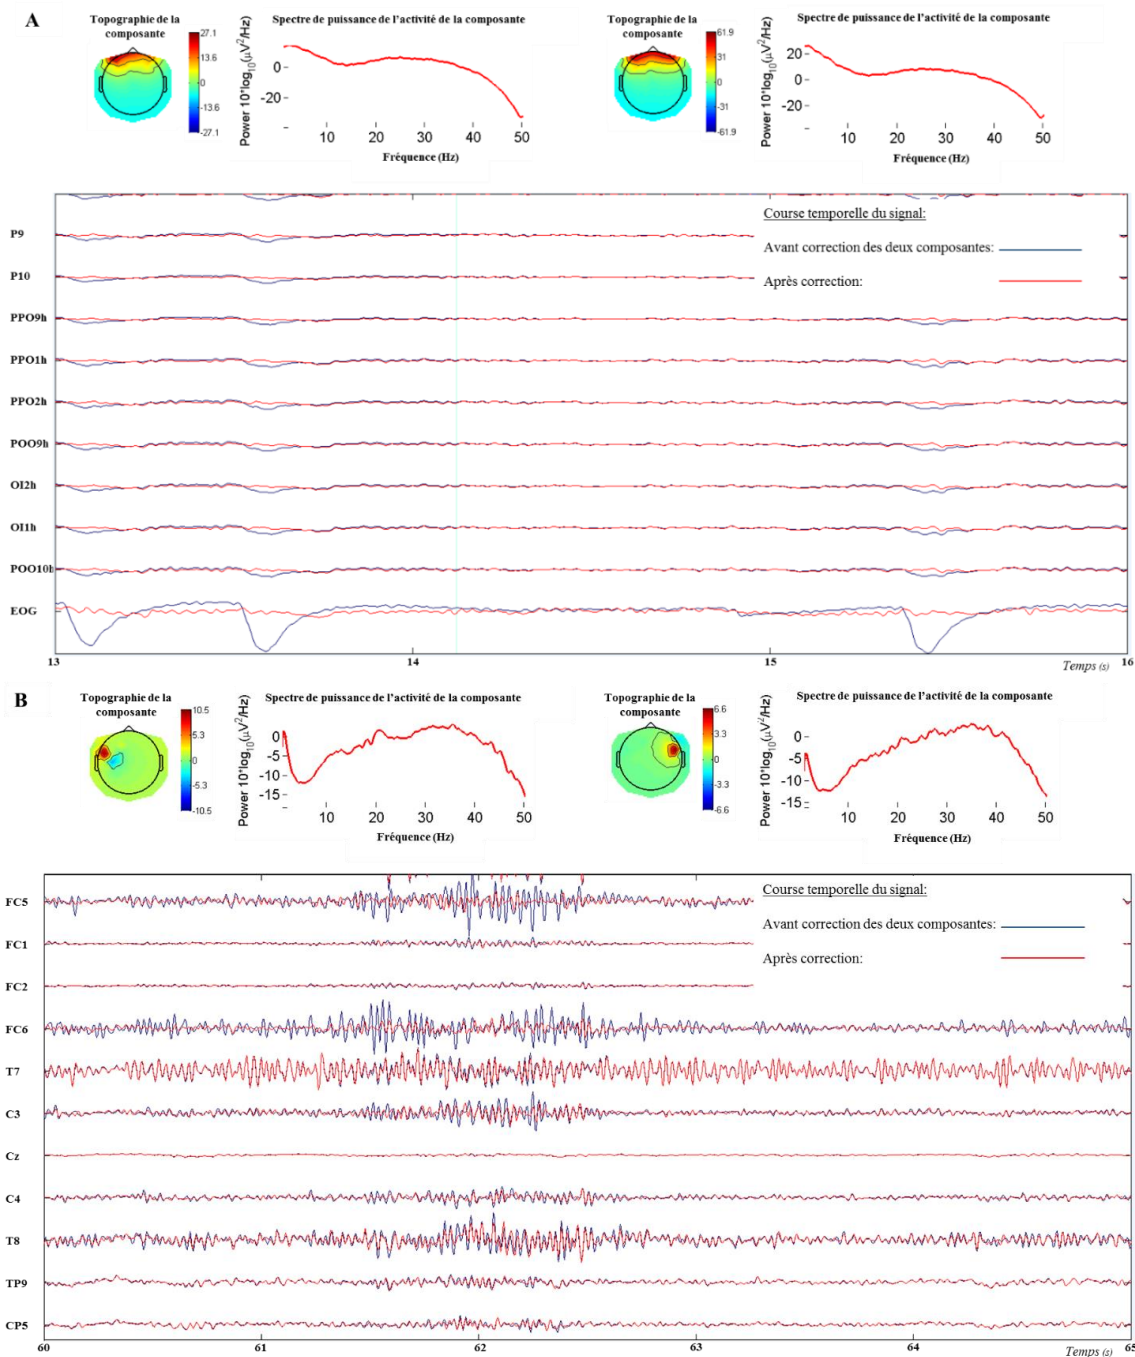 A
Topographie de la
composante
27.1
13.6
0
-13.6
-27.1
Spectre de puissance de l'activité de la composante
Power 10*log10(μV2/Hz)
0
-20
10
20
30
40
50
Fréquence (Hz)
Topographie de la
composante
61.9
31
0
-31
-61.9
Spectre de puissance de l'activité de la composante
Power 10*log10(μV2/Hz)
20
0
-20
10
20
30
40
50
Fréquence (Hz)
Course temporelle du signal:
Avant correction des deux composantes:
Après correction:
P9
P10
PPO9h
PPO1h
PPO2h
POO9h
OI2h
OI1h
POO10h
EOG
13
14
15
16
Temps (s)
B
Topographie de la
composante
10.5
5.3
0
-5.3
-10.5
Spectre de puissance de l'activité de la composante
Power 10*log10(μV2/Hz)
0
-5
-10
-15
10
20
30
40
50
Fréquence (Hz)
Topographie de la
composante
6.6
3.3
0
-3.3
-6.6
Spectre de puissance de l'activité de la composante
Power 10*log10(μV2/Hz)
0
-5
-10
-15
10
20
30
40
50
Fréquence (Hz)
Course temporelle du signal:
Avant correction des deux composantes:
Après correction:
FC5
FC1
FC2
FC6
T7
C3
Cz
C4
T8
TP9
CP5
60
61
62
63
64
65
Temps (s)